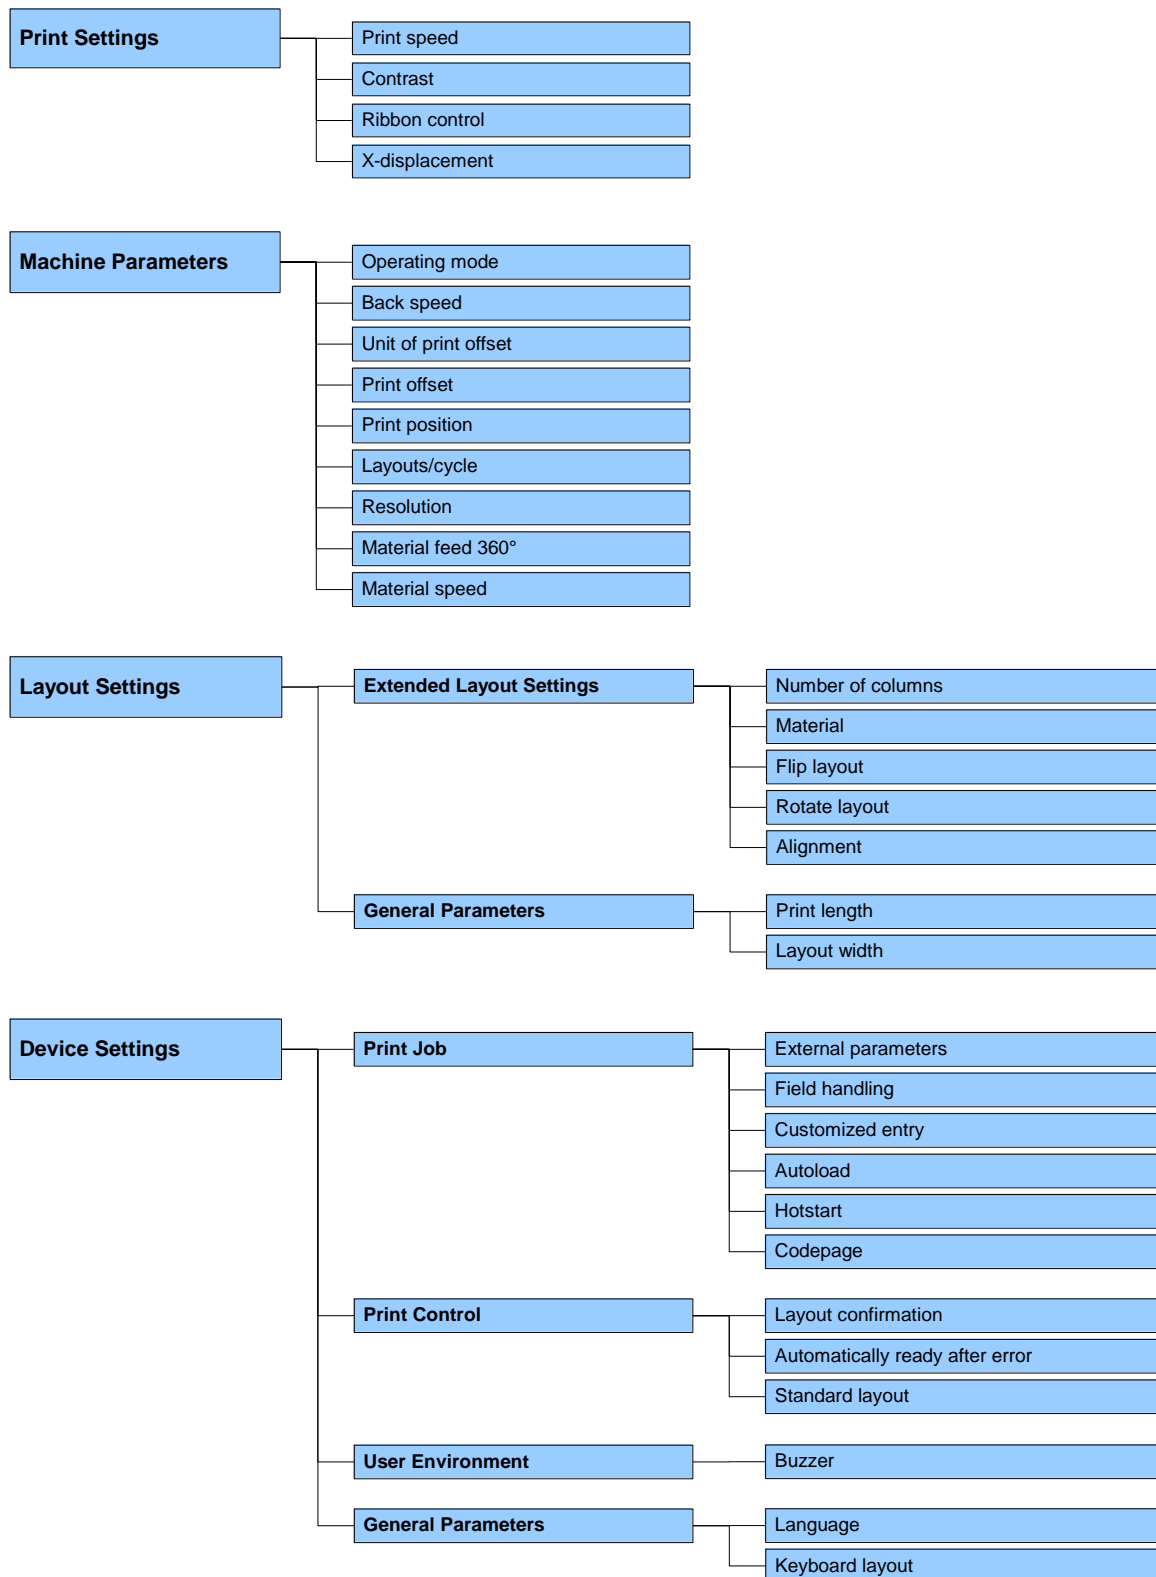 Print Settings
Print speed
Contrast
Ribbon control
X-displacement
Machine Parameters
Operating mode
Back speed
Unit of print offset
Print offset
Print position
Layouts/cycle
Resolution
Material feed 360°
Material speed
Layout Settings
Extended Layout Settings
Number of columns
Material
Flip layout
Rotate layout
Alignment
General Parameters
Print length
Layout width
Device Settings
Print Job
External parameters
Field handling
Customized entry
Autoload
Hotstart
Codepage
Print Control
Layout confirmation
Automatically ready after error
Standard layout
User Environment
Buzzer
General Parameters
Language
Keyboard layout